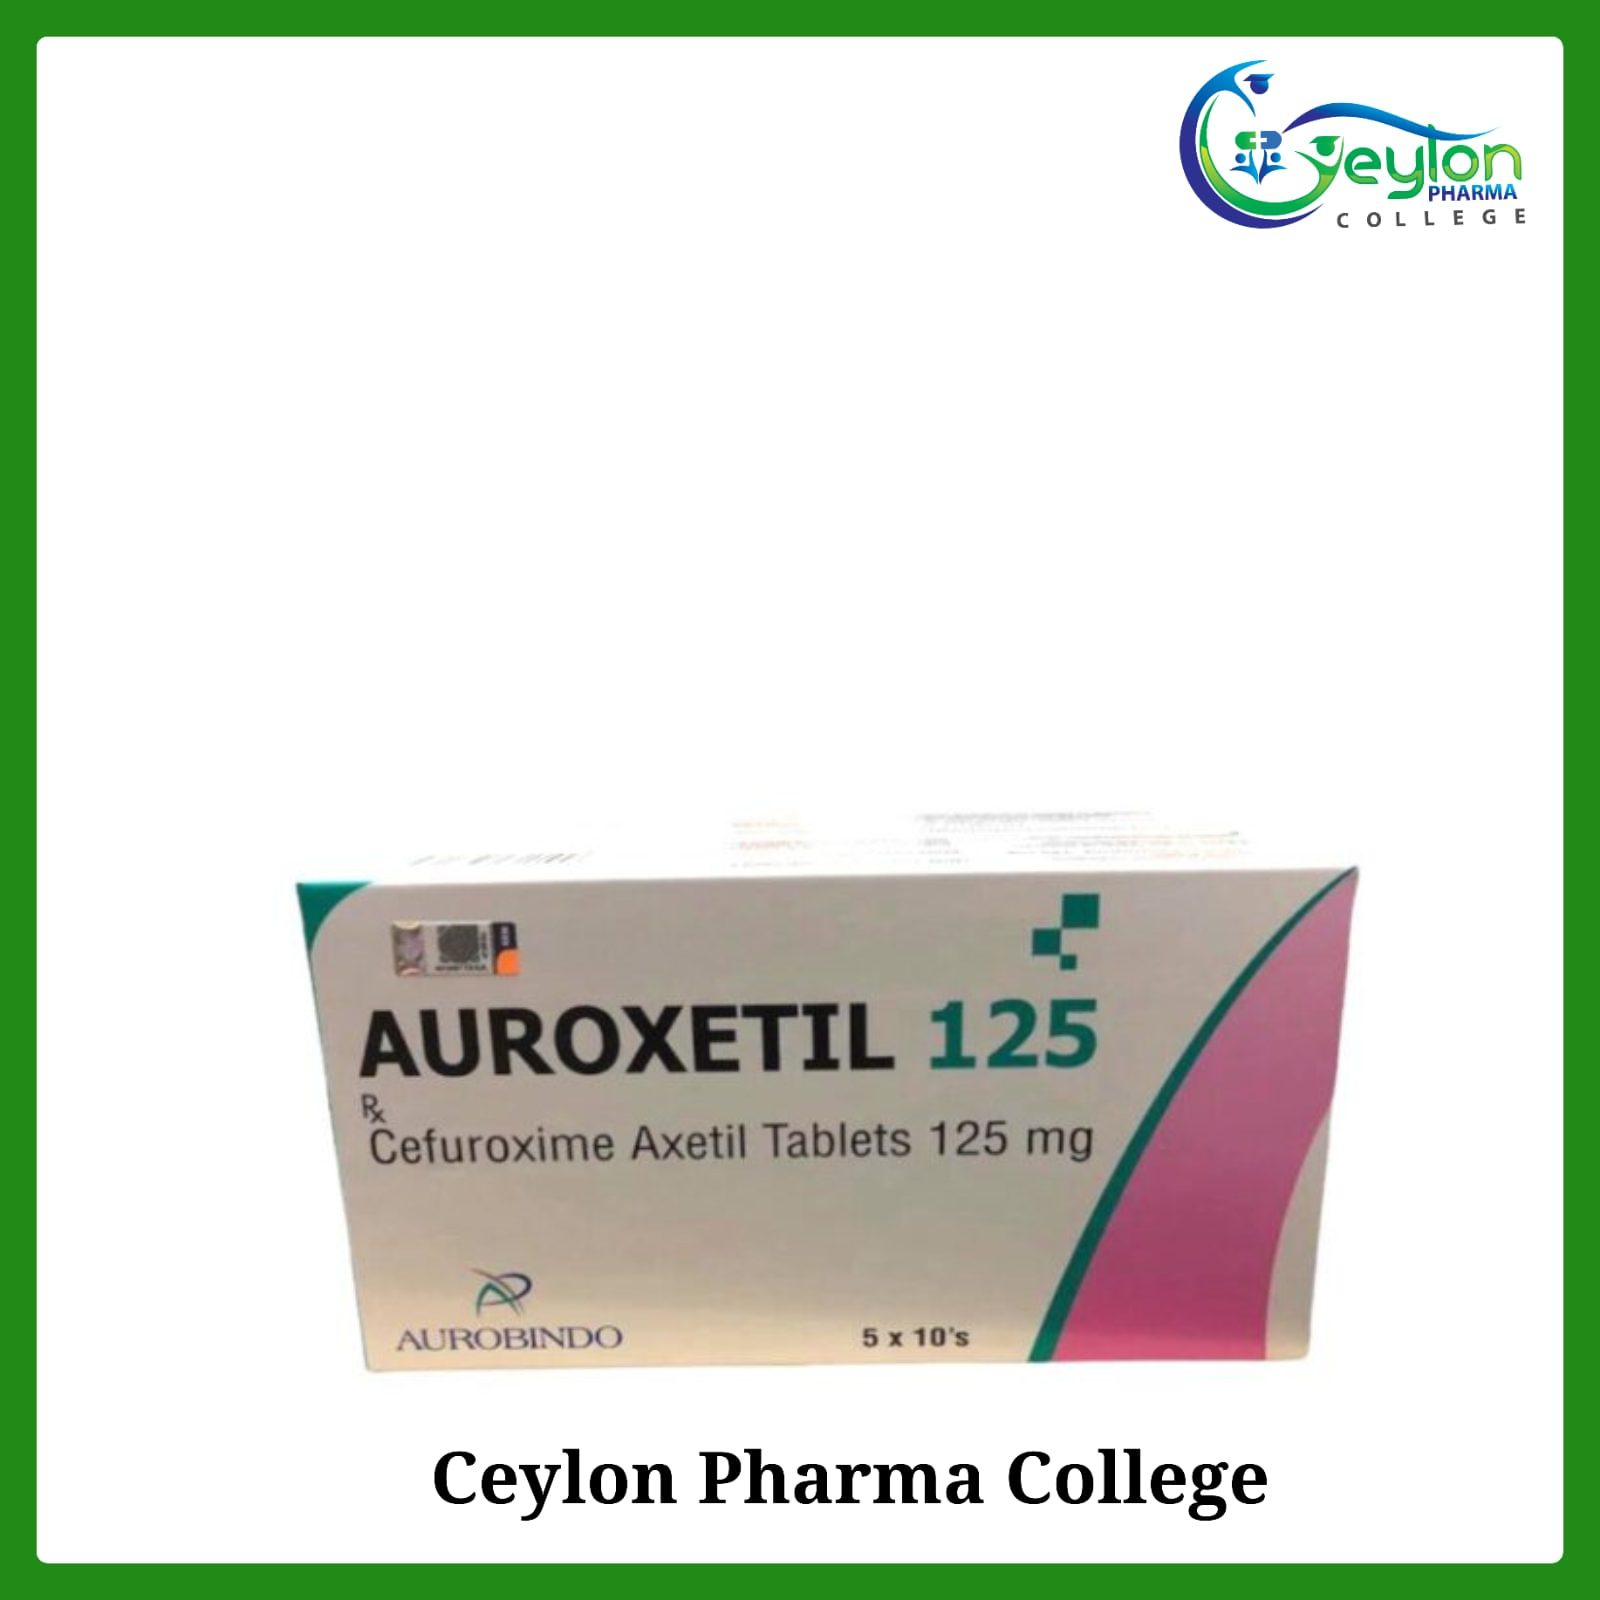 Ceylon
PHARMA
COLLEGE
AUROXETIL 125
Rx
Cefuroxime Axetil Tablets 125 mg
AUROBINDO
5 x 10's
Ceylon Pharma College